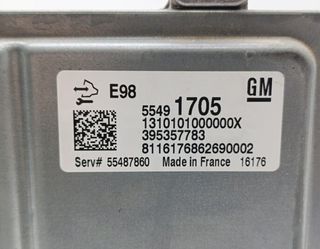 E98
GM
5549 1705
1310101000000X
395357783
8116176862690002
Serv# 55487860 Made in France 16176